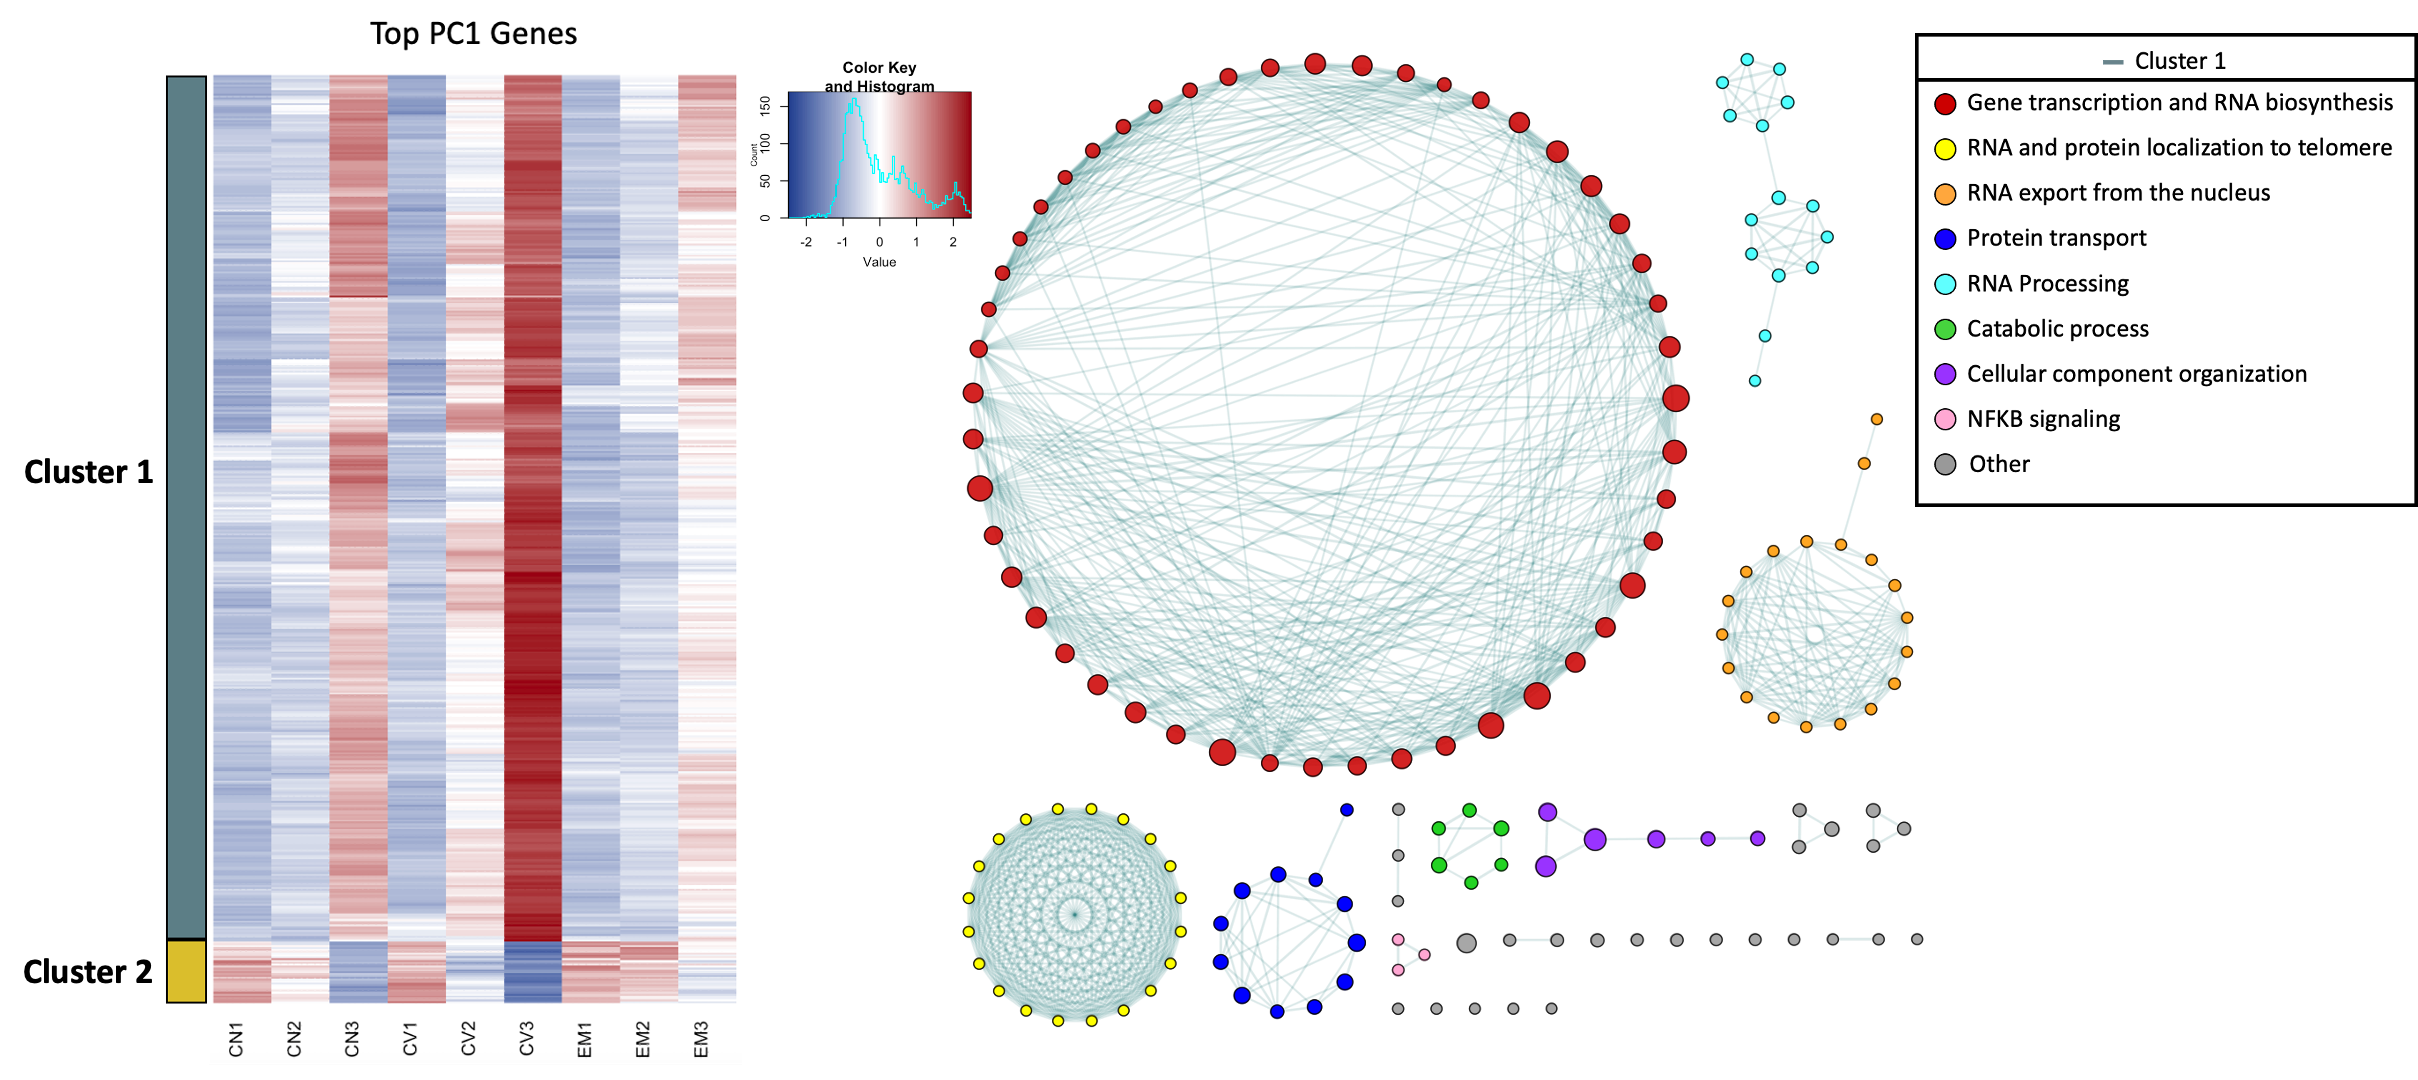 Top PC1 Genes
Cluster 1
Cluster 2
CN1
CN2
CN3
CV1
CV2
CV3
EM1
EM2
EM3
Color Key
and Histogram
Count
0
50
100
150
-2
-1
0
1
2
Value
Cluster 1
Gene transcription and RNA biosynthesis
RNA and protein localization to telomere
RNA export from the nucleus
Protein transport
RNA Processing
Catabolic process
Cellular component organization
NFKB signaling
Other